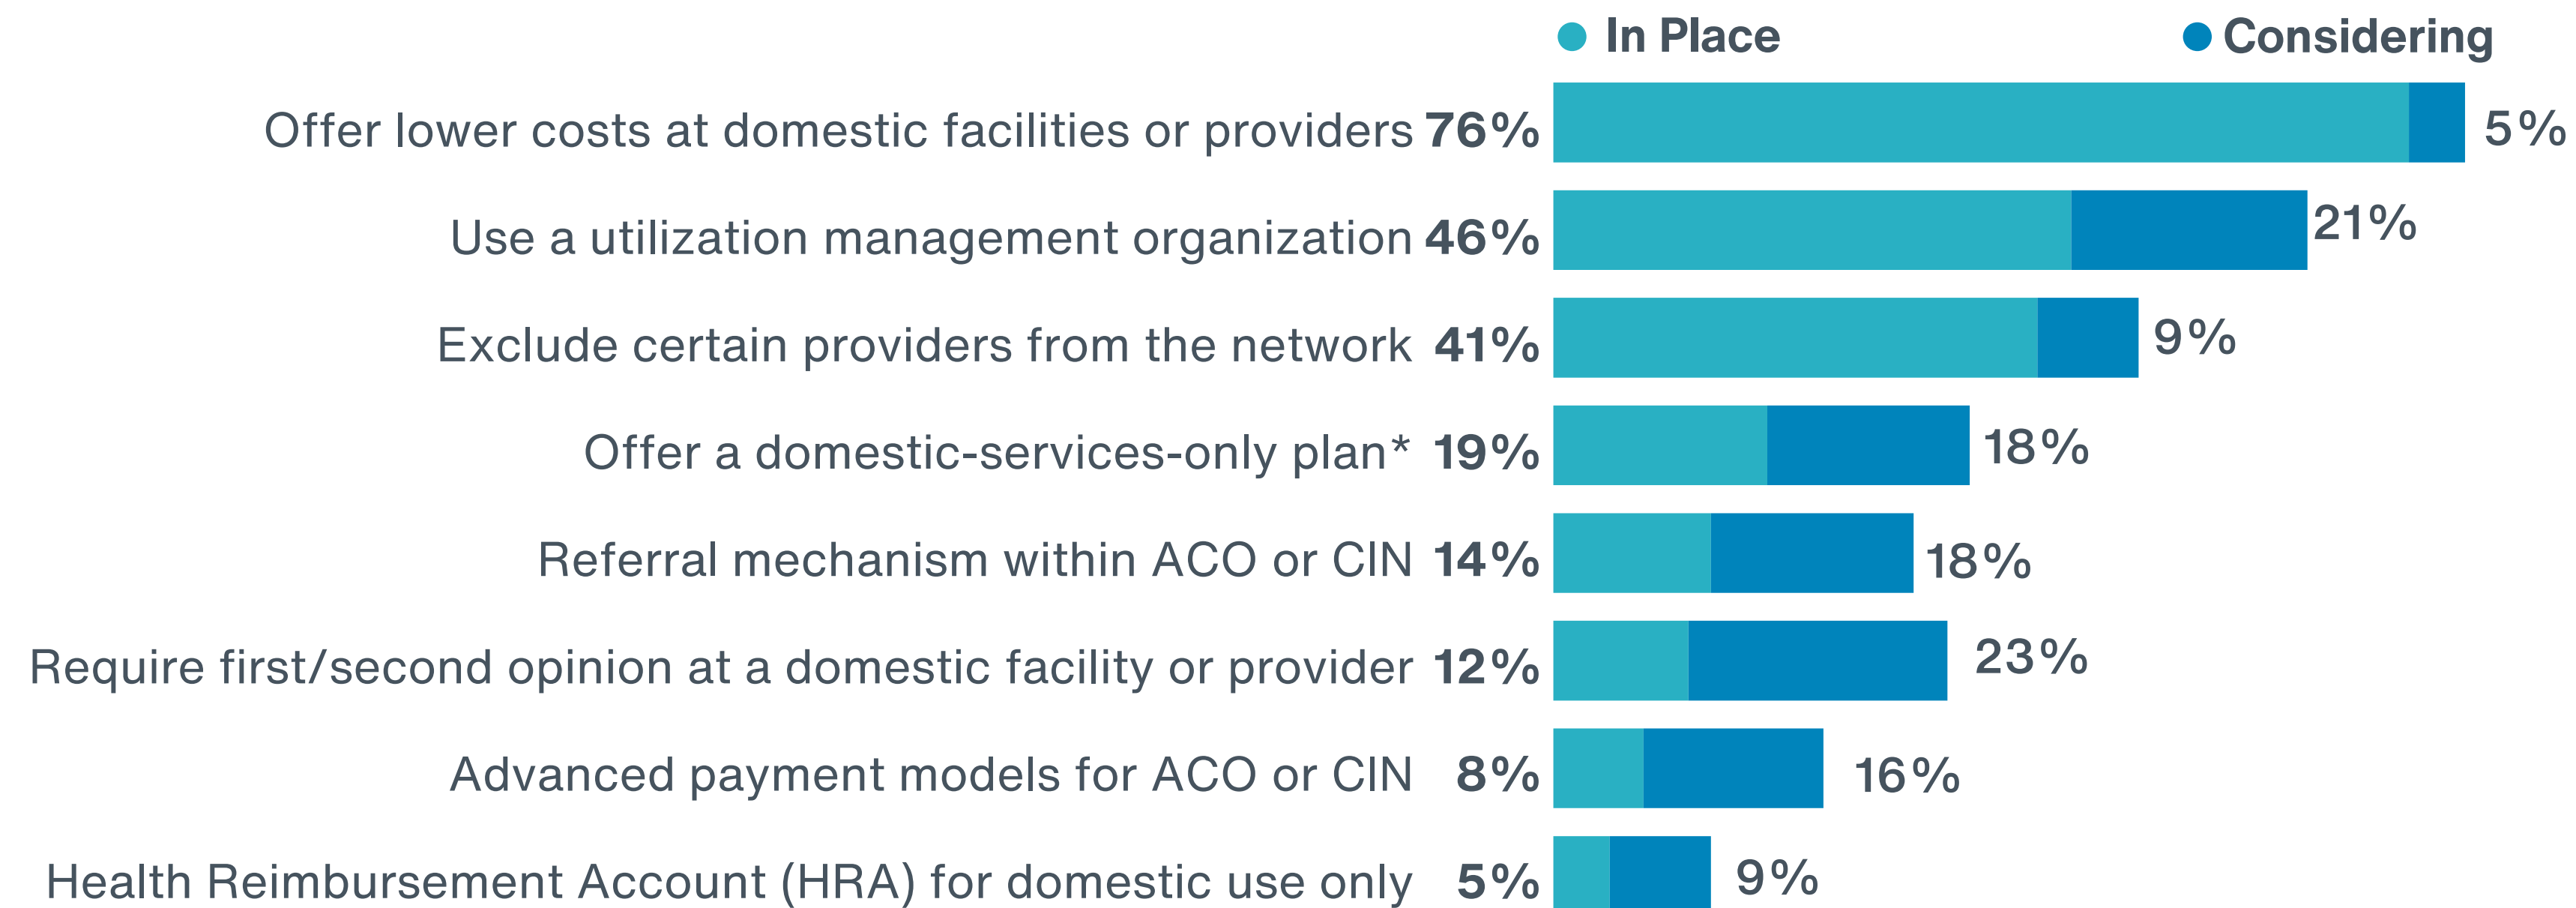 In Place Considering
Offer lower costs at domestic facilities or providers 76% 5%
Use a utilization management organization 46% 21%
Exclude certain providers from the network 41% 9%
Offer a domestic-services-only plan* 19% 18%
Referral mechanism within ACO or CIN 14% 18%
Require first/second opinion at a domestic facility or provider 12% 23%
Advanced payment models for ACO or CIN 8% 16%
Health Reimbursement Account (HRA) for domestic use only 5% 9%